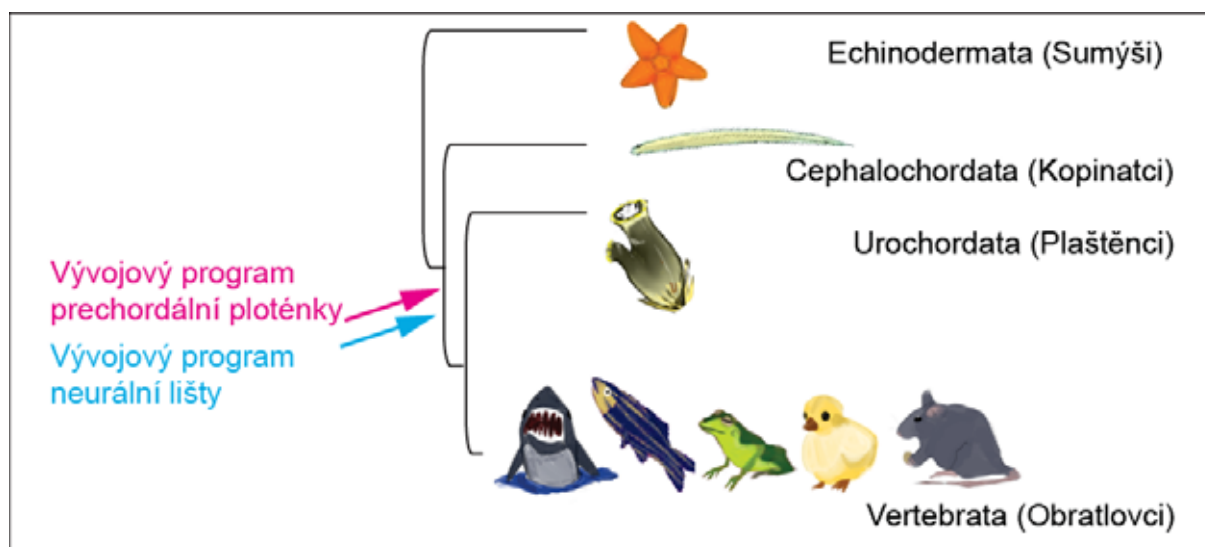 Echinodermata (Sumýši)
Cephalochordata (Kopinatci)
Urochordata (Plaštěnci)
Vývojový program
prechordální ploténky
Vývojový program
neurální lišty
Vertebrata (Obratlovci)